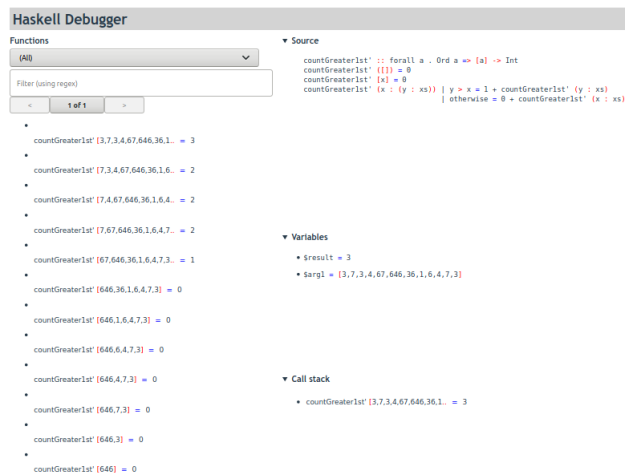 Haskell Debugger
Functions
(All)
Filter (using regex)
<
1 of 1
>
countGreater1st' [3,7,3,4,67,646,36,1.. = 3
countGreater1st' [7,3,4,67,646,36,1,6.. = 2
countGreater1st' [7,4,67,646,36,1,6,4.. = 2
countGreater1st' [7,67,646,36,1,6,4,7.. = 2
countGreater1st' [67,646,36,1,6,4,7,3.. = 1
countGreater1st' [646,36,1,6,4,7,3] = 0
countGreater1st' [646,1,6,4,7,3] = 0
countGreater1st' [646,6,4,7,3] = 0
countGreater1st' [646,4,7,3] = 0
countGreater1st' [646,7,3] = 0
countGreater1st' [646,3] = 0
countGreater1st' [646] = 0
▼ Source
countGreater1st' :: forall a . Ord a => [a] -> Int
countGreater1st' ([]) = 0
countGreater1st' [x] = 0
countGreater1st' (x : (y : xs)) | y > x = 1 + countGreater1st' (y : xs)
| otherwise = 0 + countGreater1st' (x : xs)
▼ Variables
• $result = 3
• $arg1 = [3,7,3,4,67,646,36,1,6,4,7,3]
▼ Call stack
• countGreater1st' [3,7,3,4,67,646,36,1.. = 3